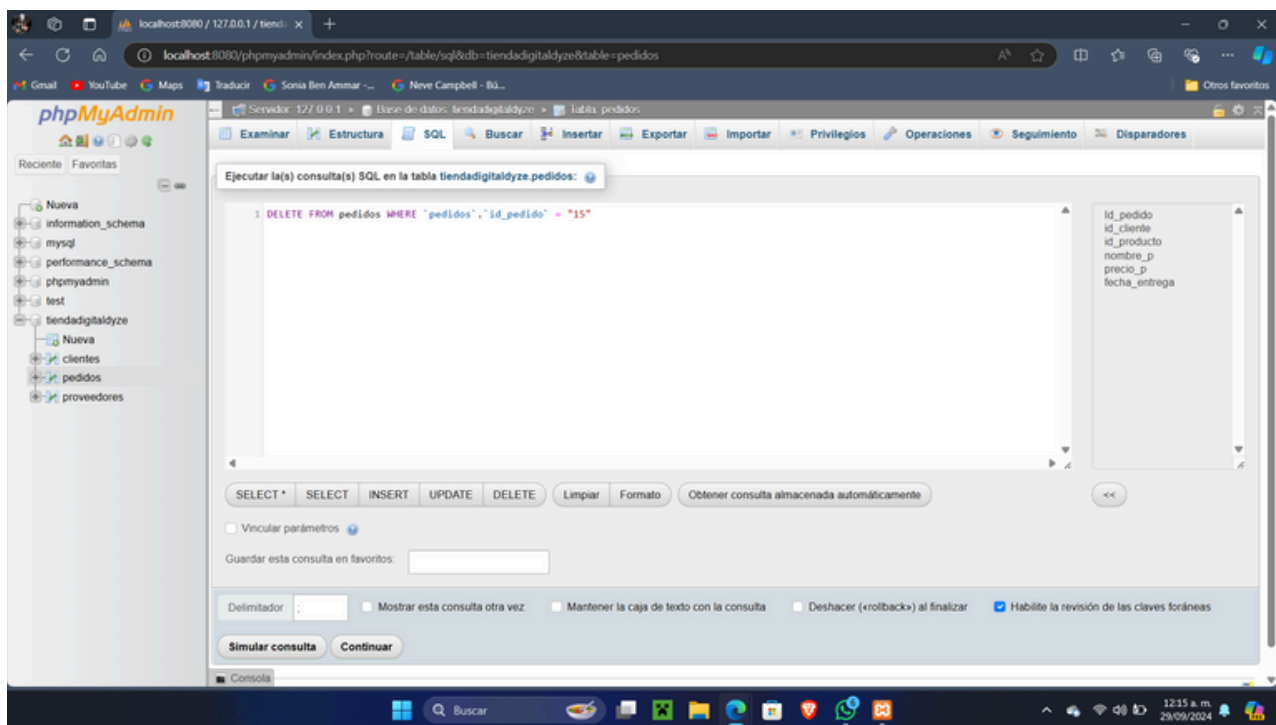 localhost:8080 / 127.0.0.1 / tiend
localhost:8080/phpmyadmin/index.php?route=/table/sql&db=tiendadigitaldyze&table=pedidos
Gmail YouTube Maps Traducir Sonia Ben Ammar -... Neve Campbell - Bú... Otros favoritos
phpMyAdmin
Reciente Favoritas
Nueva
information_schema
mysql
performance_schema
phpmyadmin
test
tiendadigitaldyze
Nueva
clientes
pedidos
proveedores
Servidor: 127.0.0.1 » Base de datos: tiendadigitaldyze » Tabla: pedidos
Examinar Estructura SQL Buscar Insertar Exportar Importar Privilegios Operaciones Seguimiento Disparadores
Ejecutar la(s) consulta(s) SQL en la tabla tiendadigitaldyze.pedidos:
1 DELETE FROM pedidos WHERE `pedidos`.`id_pedido` = "15"
Id_pedido
id_cliente
id_producto
nombre_p
precio_p
fecha_entrega
SELECT * SELECT INSERT UPDATE DELETE Limpiar Formato Obtener consulta almacenada automáticamente <<
Vincular parámetros
Guardar esta consulta en favoritos:
Delimitador ; Mostrar esta consulta otra vez Mantener la caja de texto con la consulta Deshacer («rollback») al finalizar Habilite la revisión de las claves foráneas
Simular consulta Continuar
Consola
Buscar
12:15 a. m.
29/09/2024